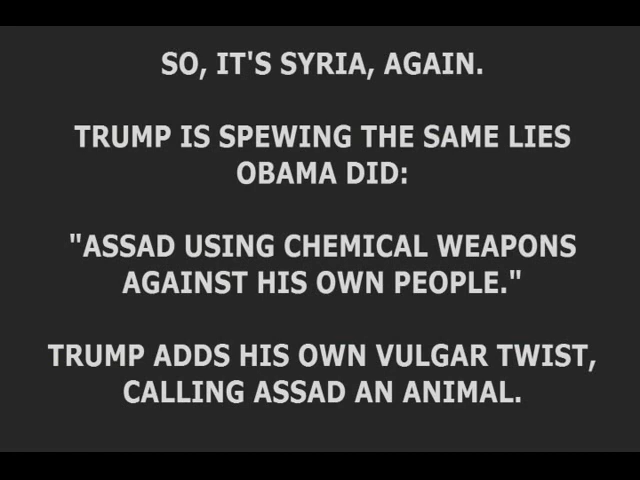 SO, IT'S SYRIA, AGAIN.
TRUMP IS SPEWING THE SAME LIES
OBAMA DID:
"ASSAD USING CHEMICAL WEAPONS
AGAINST HIS OWN PEOPLE."
TRUMP ADDS HIS OWN VULGAR TWIST,
CALLING ASSAD AN ANIMAL.